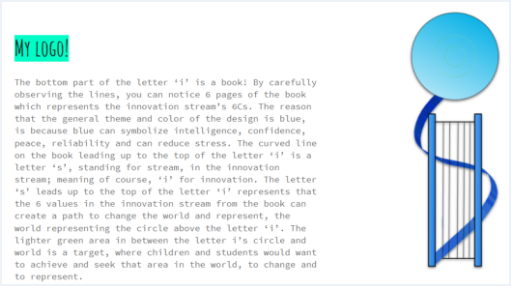 My logo!
The bottom part of the letter ‘i’ is a book! By carefully
observing the lines, you can notice 6 pages of the book
which represents the innovation stream’s 6Cs. The reason
that the general theme and color of the design is blue,
is because blue can symbolize intelligence, confidence,
peace, reliability and can reduce stress. The curved line
on the book leading up to the top of the letter ‘i’ is a
letter ‘s’, standing for stream, in the innovation
stream; meaning of course, ‘i’ for innovation. The letter
‘s’ leads up to the top of the letter ‘i’ represents that
the 6 values in the innovation stream from the book can
create a path to change the world and represent, the
world representing the circle above the letter ‘i’. The
lighter green area in between the letter i’s circle and
world is a target, where children and students would want
to achieve and seek that area in the world, to change and
to represent.